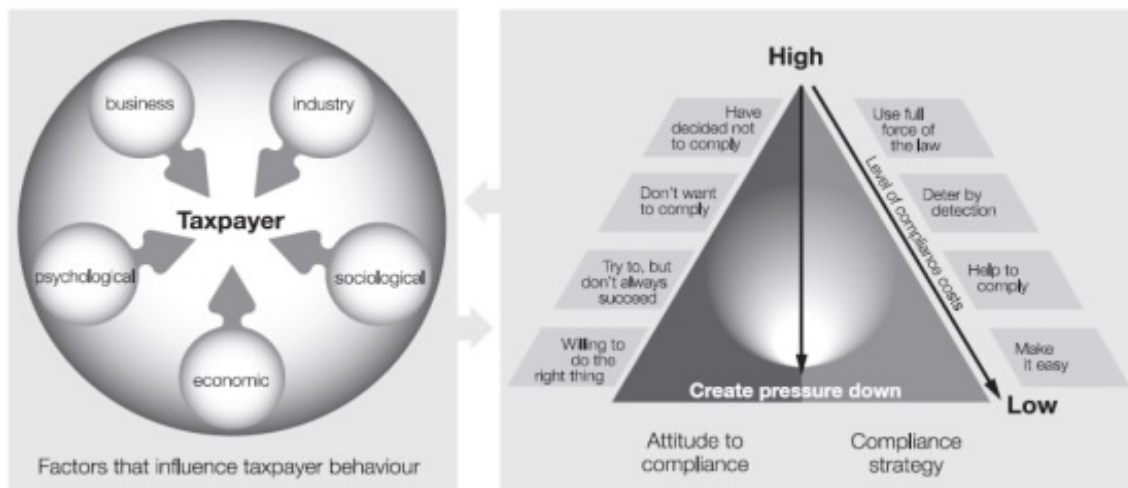 business
industry
Taxpayer
psychological
sociological
economic
Factors that influence taxpayer behaviour
High
Have
decided not
to comply
Use full
force of
the law
Don't want
to comply
Deter by
detection
Level of compliance costs
Try to, but
don't always
succeed
Help to
comply
Willing to
do the
right thing
Make
it easy
Create pressure down
Low
Attitude to
compliance
Compliance
strategy